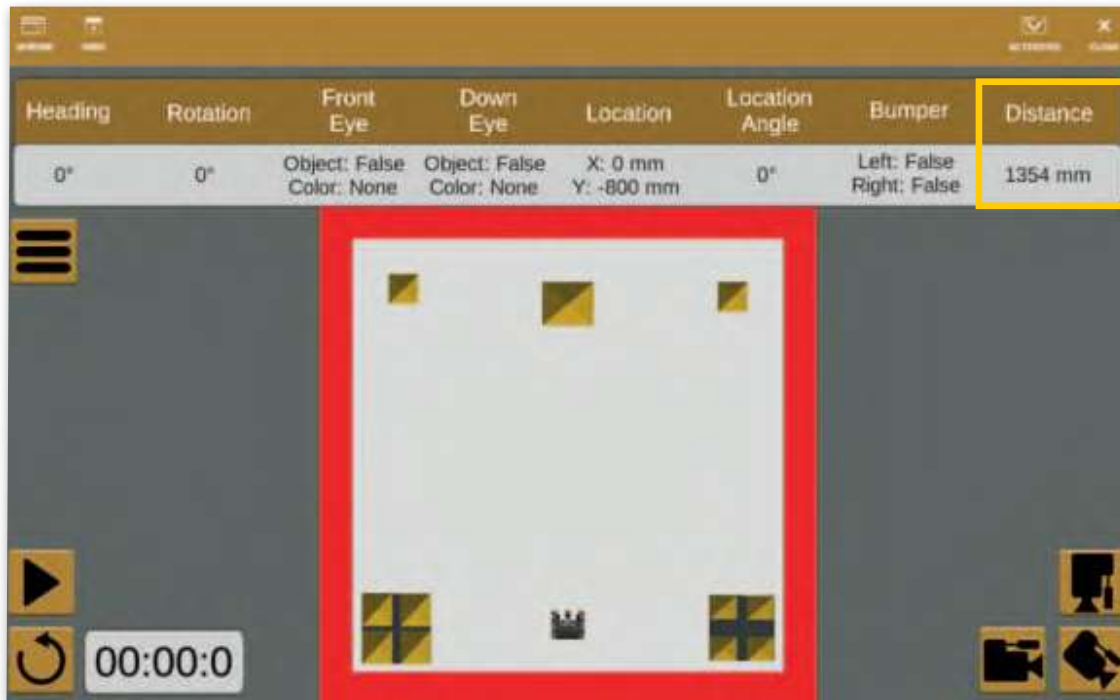 Heading
Rotation
Front
Eye
Down
Eye
Location
Location
Angle
Bumper
Distance
0°
0°
Object: False
Color: None
Object: False
Color: None
X: 0 mm
Y: -800 mm
0°
Left: False
Right: False
1354 mm
00:00:0